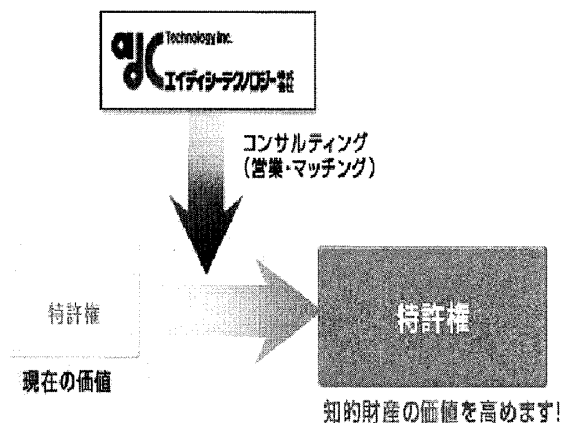 adc Technology Inc.
エイディシーテクノロジー株式会社
コンサルティング
(営業・マッチング)
特許権
特許権
現在の価値
知的財産の価値を高めます!